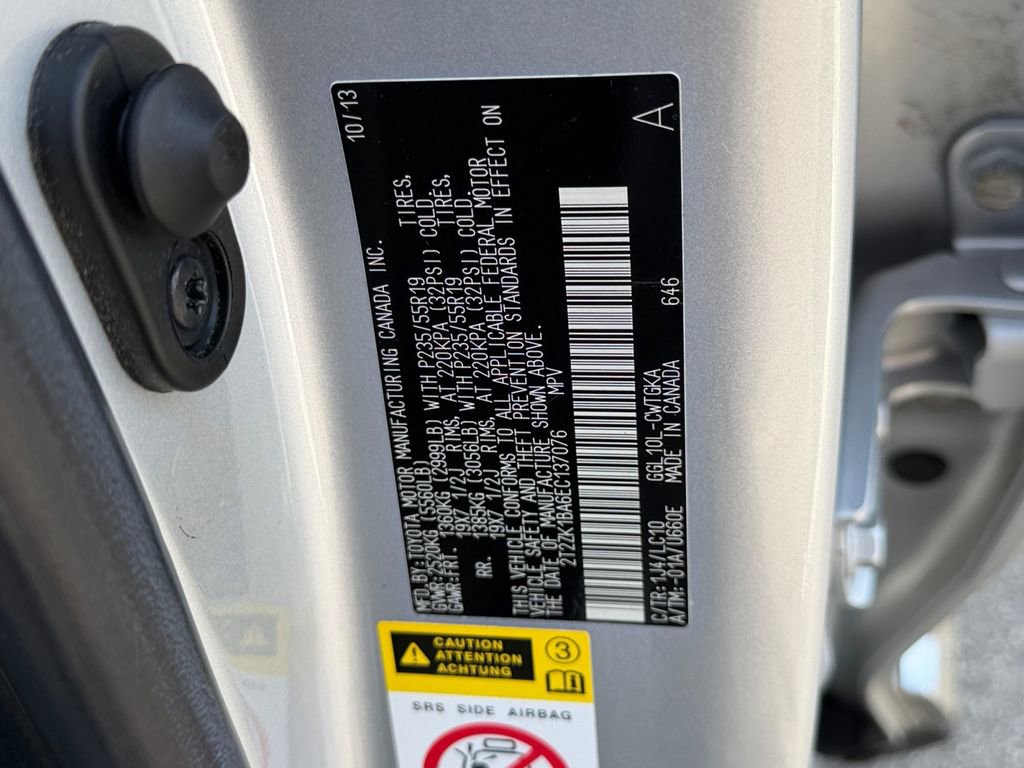 MFD.BY:TOYOTA MOTOR MANUFACTURING CANADA INC. 10/13
GVWR:2520KG (5560LB)
GAWR:FRT. 1360KG (2999LB) WITH P235/55R19 TIRES,
19X7 1/2J RIMS, AT 220KPA (32PSI) COLD.
RR. 1385KG (3056LB) WITH P235/55R19 TIRES,
19X7 1/2J RIMS, AT 220KPA (32PSI) COLD.
THIS VEHICLE CONFORMS TO ALL APPLICABLE FEDERAL MOTOR
VEHICLE SAFETY AND THEFT PREVENTION STANDARDS IN EFFECT ON
THE DATE OF MANUFACTURE SHOWN ABOVE.
2T2ZK1BA6EC137076 MPV
C/TR:1J4/LC10 GGL10L-CWTGKA 646
A/TM:-01A/U660E MADE IN CANADA A
CAUTION
ATTENTION
ACHTUNG
3
SRS SIDE AIRBAG